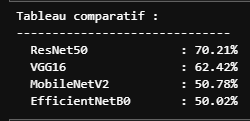 Tableau comparatif :
------------------------------
ResNet50 : 70.21%
VGG16 : 62.42%
MobileNetV2 : 50.78%
EfficientNetB0 : 50.02%